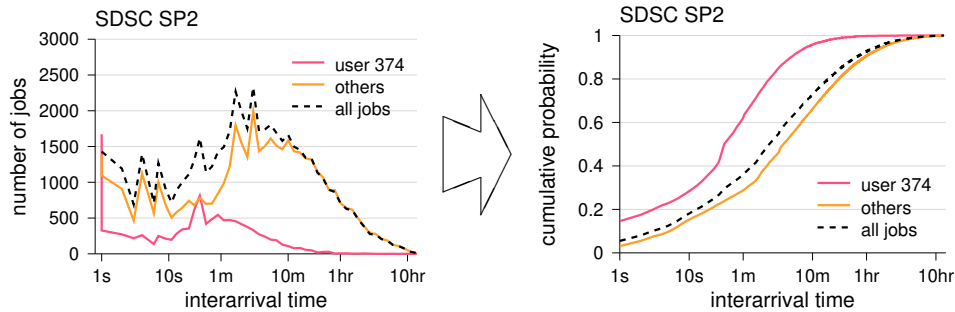 SDSC SP2
number of jobs
3000
2500
2000
1500
1000
500
0
user 374
others
all jobs
1s 10s 1m 10m 1hr 10hr
interarrival time
SDSC SP2
cumulative probability
1
0.8
0.6
0.4
0.2
0
user 374
others
all jobs
1s 10s 1m 10m 1hr 10hr
interarrival time